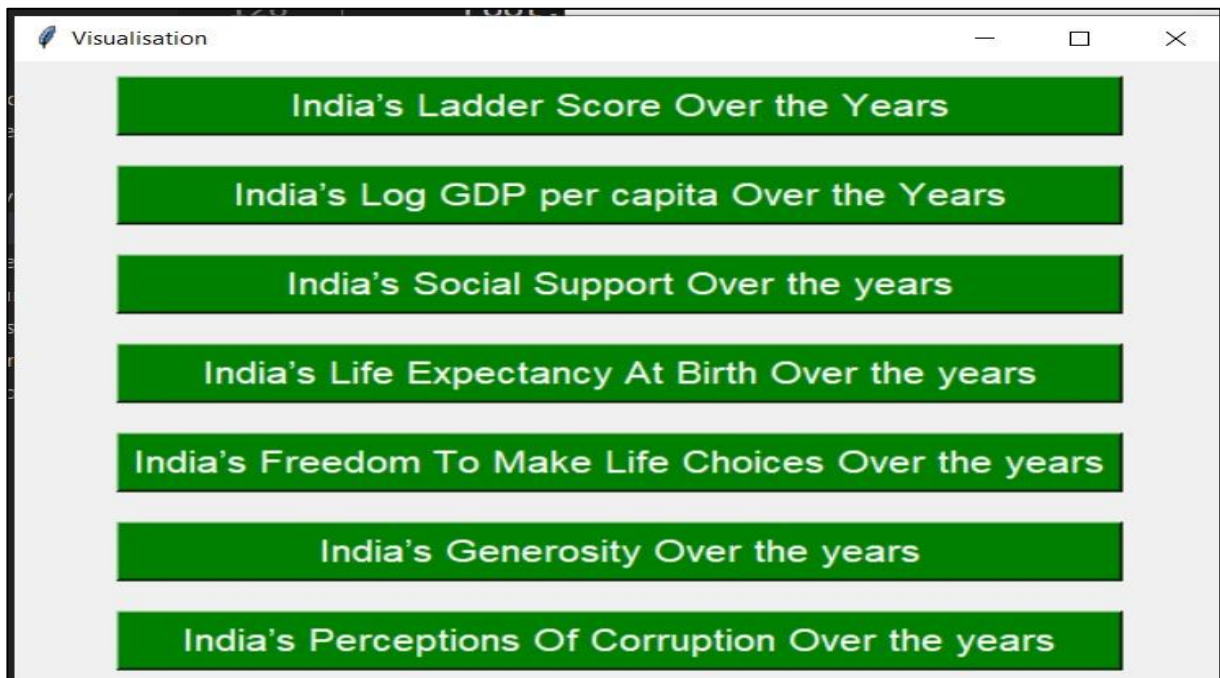 Visualisation
India’s Ladder Score Over the Years
India’s Log GDP per capita Over the Years
India’s Social Support Over the years
India’s Life Expectancy At Birth Over the years
India’s Freedom To Make Life Choices Over the years
India’s Generosity Over the years
India’s Perceptions Of Corruption Over the years